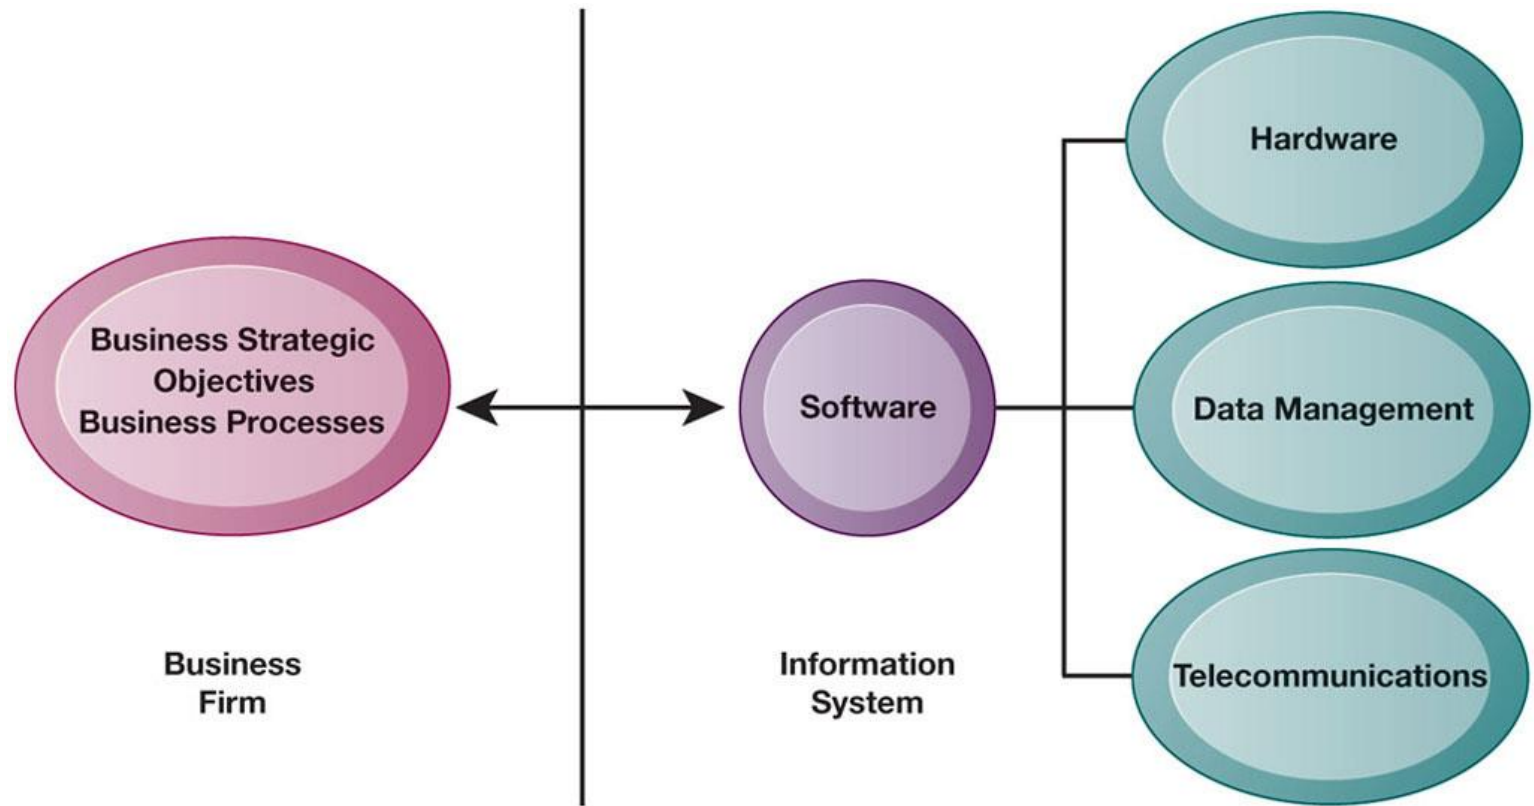 Business Strategic
Objectives
Business Processes
Business
Firm
Software
Information
System
Hardware
Data Management
Telecommunications